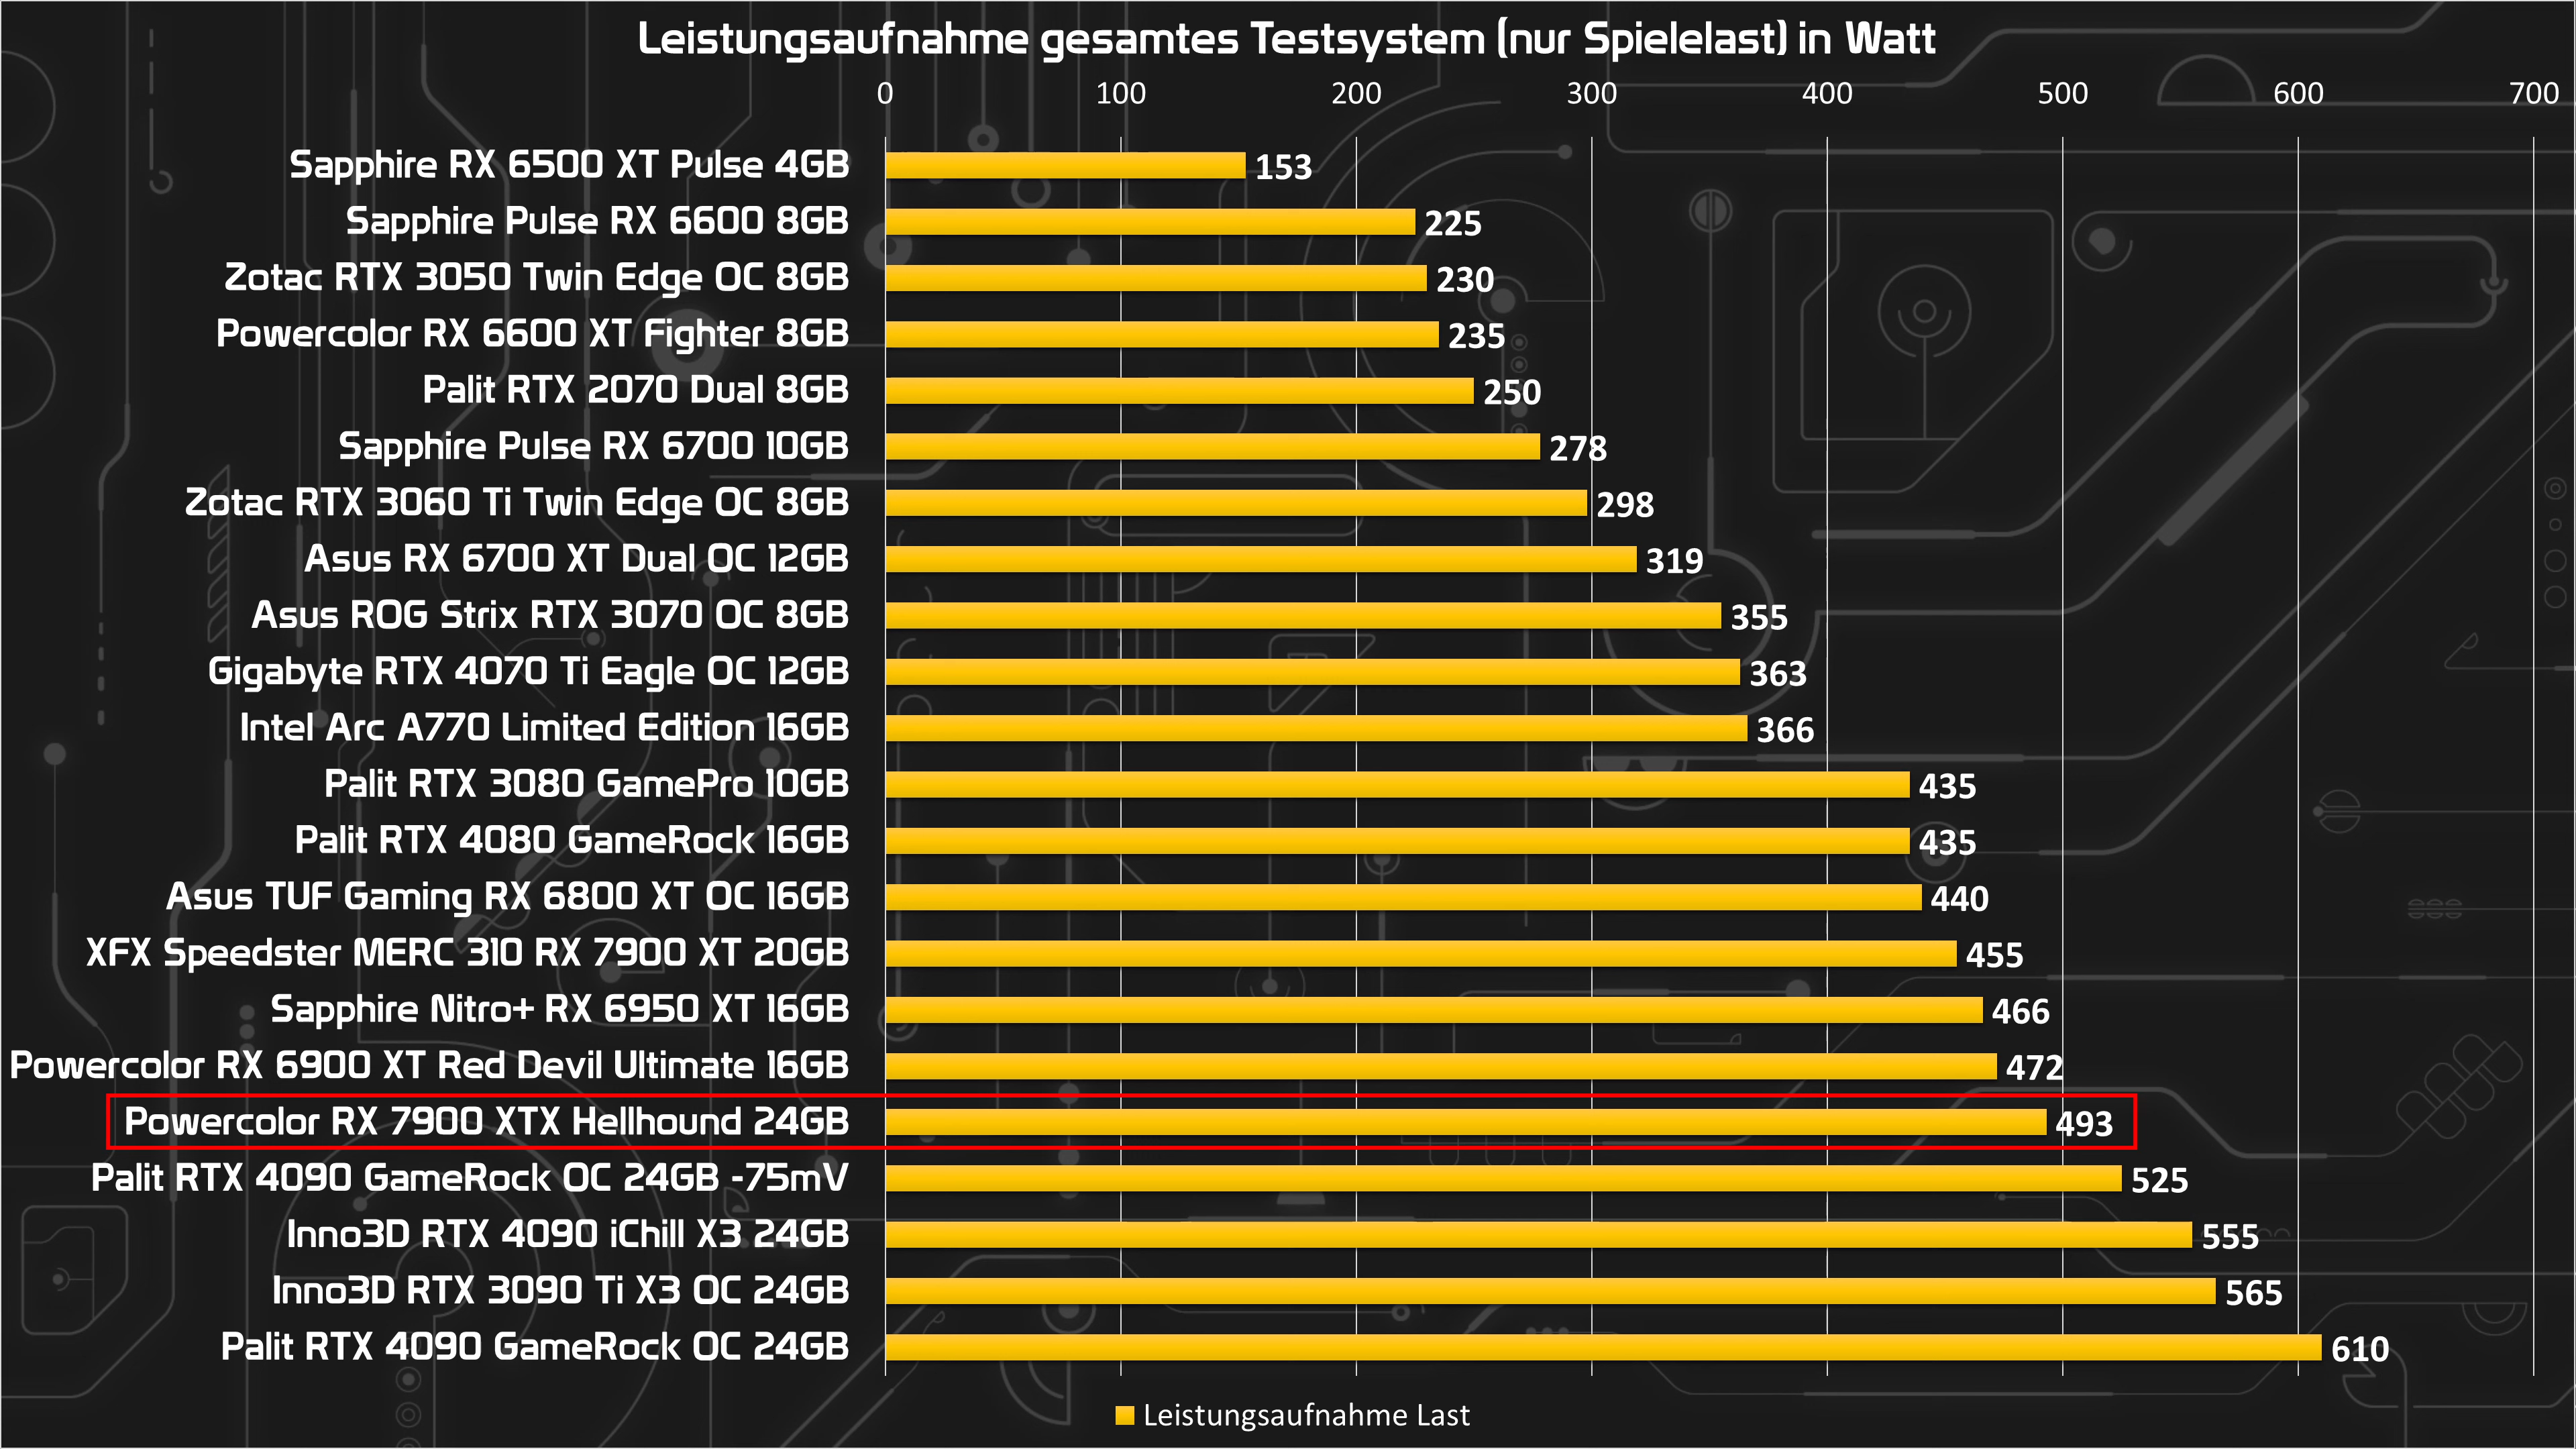 Leistungsaufnahme gesamtes Testsystem (nur Spielelast) in Watt
0 100 200 300 400 500 600 700
Sapphire RX 6500 XT Pulse 4GB 153
Sapphire Pulse RX 6600 8GB 225
Zotac RTX 3050 Twin Edge OC 8GB 230
Powercolor RX 6600 XT Fighter 8GB 235
Palit RTX 2070 Dual 8GB 250
Sapphire Pulse RX 6700 10GB 278
Zotac RTX 3060 Ti Twin Edge OC 8GB 298
Asus RX 6700 XT Dual OC 12GB 319
Asus ROG Strix RTX 3070 OC 8GB 355
Gigabyte RTX 4070 Ti Eagle OC 12GB 363
Intel Arc A770 Limited Edition 16GB 366
Palit RTX 3080 GamePro 10GB 435
Palit RTX 4080 GameRock 16GB 435
Asus TUF Gaming RX 6800 XT OC 16GB 440
XFX Speedster MERC 310 RX 7900 XT 20GB 455
Sapphire Nitro+ RX 6950 XT 16GB 466
Powercolor RX 6900 XT Red Devil Ultimate 16GB 472
Powercolor RX 7900 XTX Hellhound 24GB 493
Palit RTX 4090 GameRock OC 24GB -75mV 525
Inno3D RTX 4090 iChill X3 24GB 555
Inno3D RTX 3090 Ti X3 OC 24GB 565
Palit RTX 4090 GameRock OC 24GB 610
Leistungsaufnahme Last